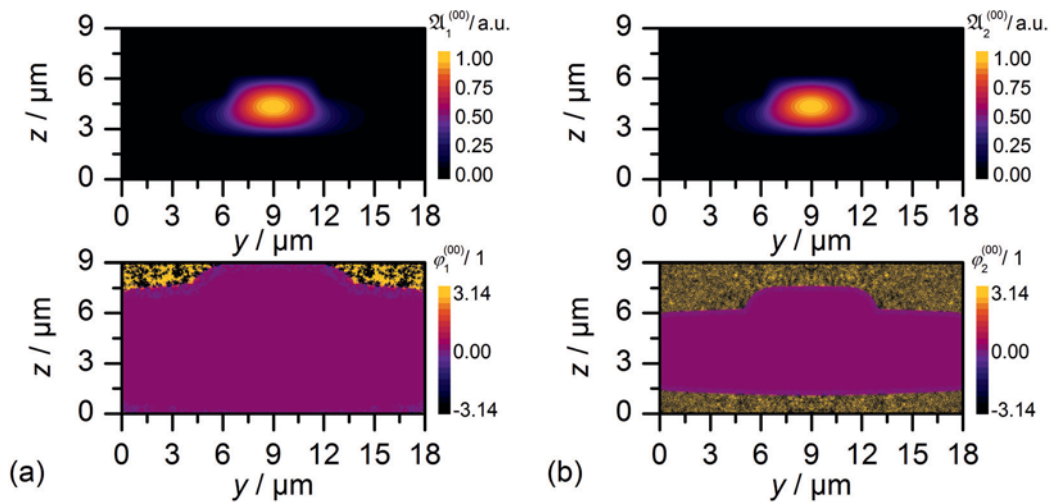 𝔄₁⁽⁰⁰⁾/ a.u.
9
6
3
0
z / µm
1.00
0.75
0.50
0.25
0.00
0 3 6 9 12 15 18
y / µm
φ₁⁽⁰⁰⁾/ 1
9
6
3
0
z / µm
3.14
0.00
-3.14
0 3 6 9 12 15 18
y / µm
(a)
𝔄₂⁽⁰⁰⁾/ a.u.
9
6
3
0
z / µm
1.00
0.75
0.50
0.25
0.00
0 3 6 9 12 15 18
y / µm
φ₂⁽⁰⁰⁾/ 1
9
6
3
0
z / µm
3.14
0.00
-3.14
0 3 6 9 12 15 18
y / µm
(b)